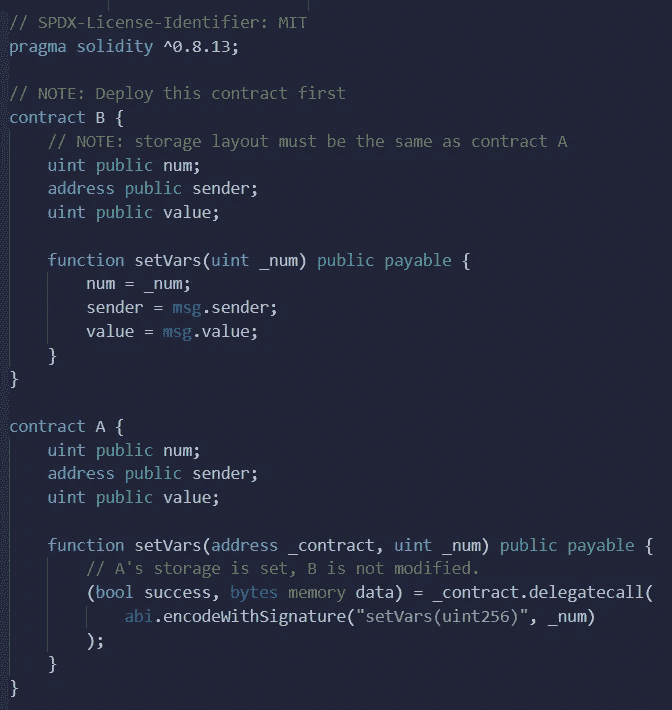 // SPDX-License-Identifier: MIT
pragma solidity ^0.8.13;
// NOTE: Deploy this contract first
contract B {
// NOTE: storage layout must be the same as contract A
uint public num;
address public sender;
uint public value;
function setVars(uint _num) public payable {
num = _num;
sender = msg.sender;
value = msg.value;
}
}
contract A {
uint public num;
address public sender;
uint public value;
function setVars(address _contract, uint _num) public payable {
// A's storage is set, B is not modified.
(bool success, bytes memory data) = _contract.delegatecall(
abi.encodeWithSignature("setVars(uint256)", _num)
);
}
}